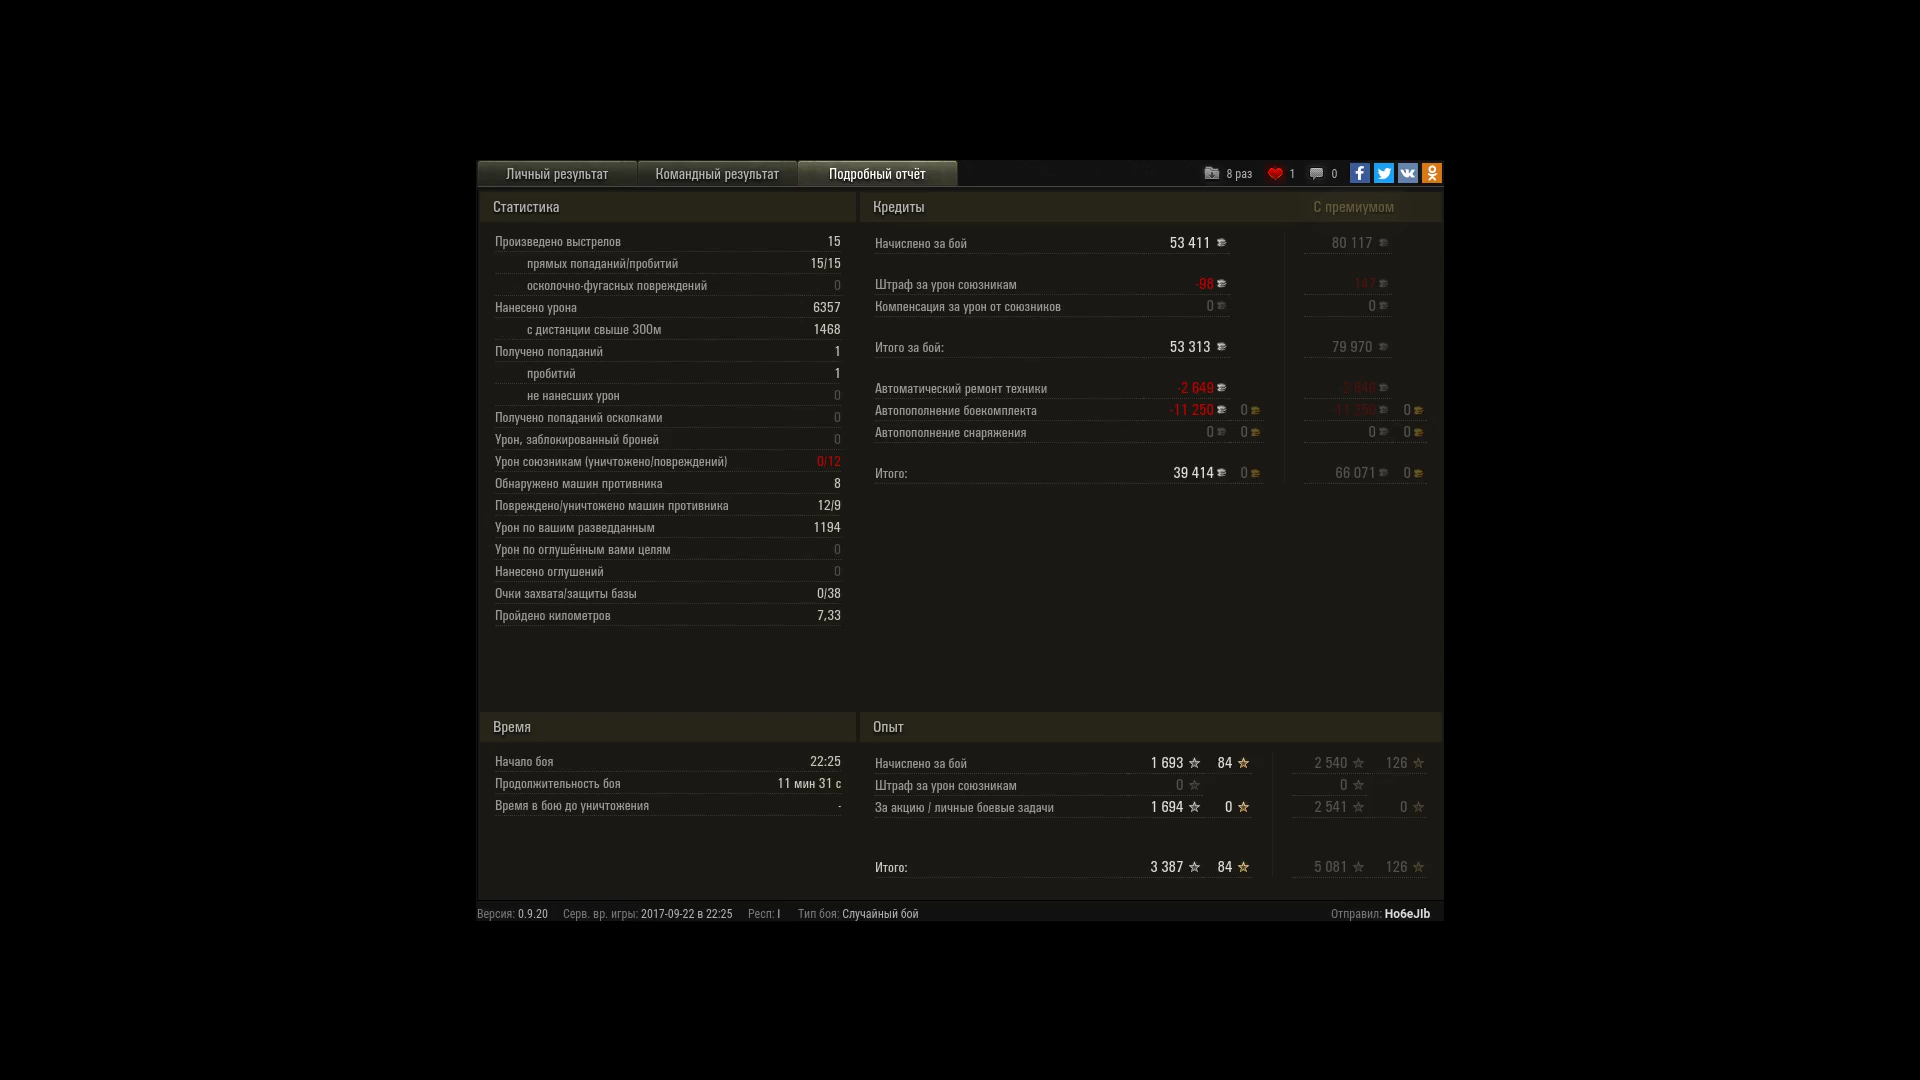 Личный результат Командный результат Подробный отчёт 8 раз 1 0
Статистика
Произведено выстрелов 15
прямых попаданий/пробитий 15/15
осколочно-фугасных повреждений 0
Нанесено урона 6357
с дистанции свыше 300м 1468
Получено попаданий 1
пробитий 1
не нанесших урон 0
Получено попаданий осколками 0
Урон, заблокированный броней 0
Урон союзникам (уничтожено/повреждений) 0/12
Обнаружено машин противника 8
Повреждено/уничтожено машин противника 12/9
Урон по вашим разведданным 1194
Урон по оглушённым вами целям 0
Нанесено оглушений 0
Очки захвата/защиты базы 0/38
Пройдено километров 7,33
Кредиты С премиумом
Начислено за бой 53 411 80 117
Штраф за урон союзникам -98 147
Компенсация за урон от союзников 0 0
Итого за бой: 53 313 79 970
Автоматический ремонт техники -2 649
Автопополнение боекомплекта -11 250 0 0
Автопополнение снаряжения 0 0 0 0
Итого: 39 414 0 66 071 0
Время
Начало боя 22:25
Продолжительность боя 11 мин 31 с
Время в бою до уничтожения -
Опыт
Начислено за бой 1 693 84 2 540 126
Штраф за урон союзникам 0 0
За акцию / личные боевые задачи 1 694 0 2 541 0
Итого: 3 387 84 5 081 126
Версия: 0.9.20 Серв. вр. игры: 2017-09-22 в 22:25 Респ: I Тип боя: Случайный бой Отправил: Ho6eJIb